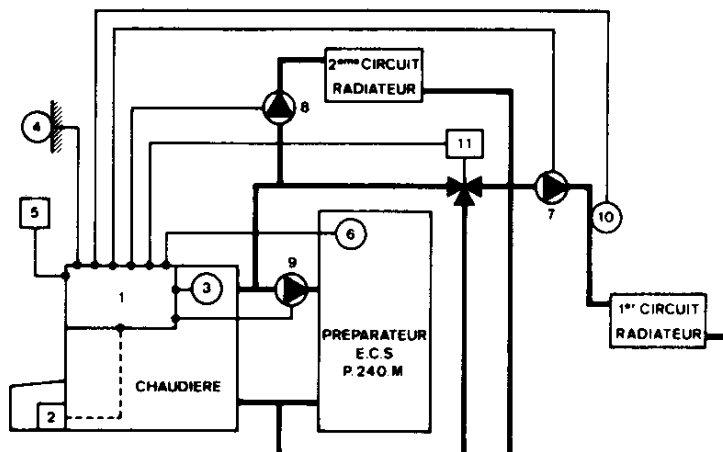 2ème CIRCUIT
RADIATEUR
8
4
11
5
7
10
6
9
3
1
PRÉPARATEUR
E.C.S
P.240.M
1er CIRCUIT
RADIATEUR
CHAUDIERE
2